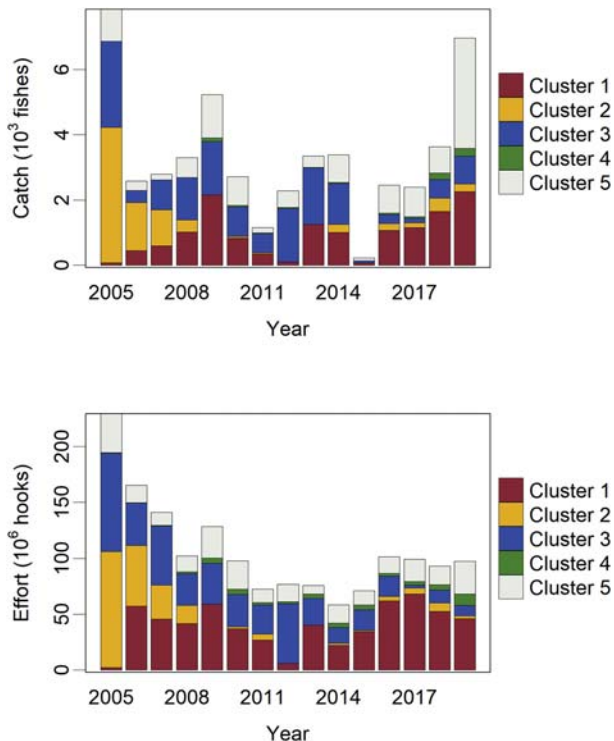 Catch (10³ fishes)
6
4
2
0
2005 2008 2011 2014 2017
Year
Cluster 1
Cluster 2
Cluster 3
Cluster 4
Cluster 5
Effort (10⁶ hooks)
200
150
100
50
0
2005 2008 2011 2014 2017
Year
Cluster 1
Cluster 2
Cluster 3
Cluster 4
Cluster 5